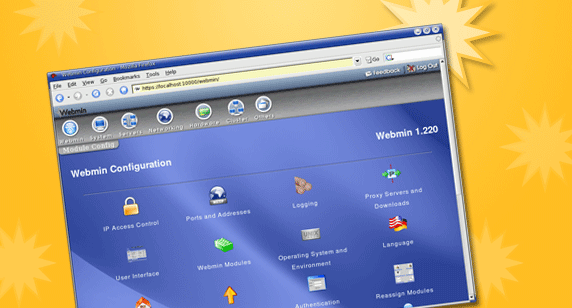 Webmin Configuration - Mozilla Firefox
File Edit View Go Bookmarks Tools Help
https://localhost:10000/webmin/
Go
Webmin
Feedback Log Out
Webmin System Servers Networking Hardware Cluster Others
Module Config
Webmin Configuration
Webmin 1.220
IP Access Control
Ports and Addresses
Logging
Proxy Servers and
Downloads
User Interface
Webmin Modules
Operating System and
Environment
Language
Authentication
Reassign Modules